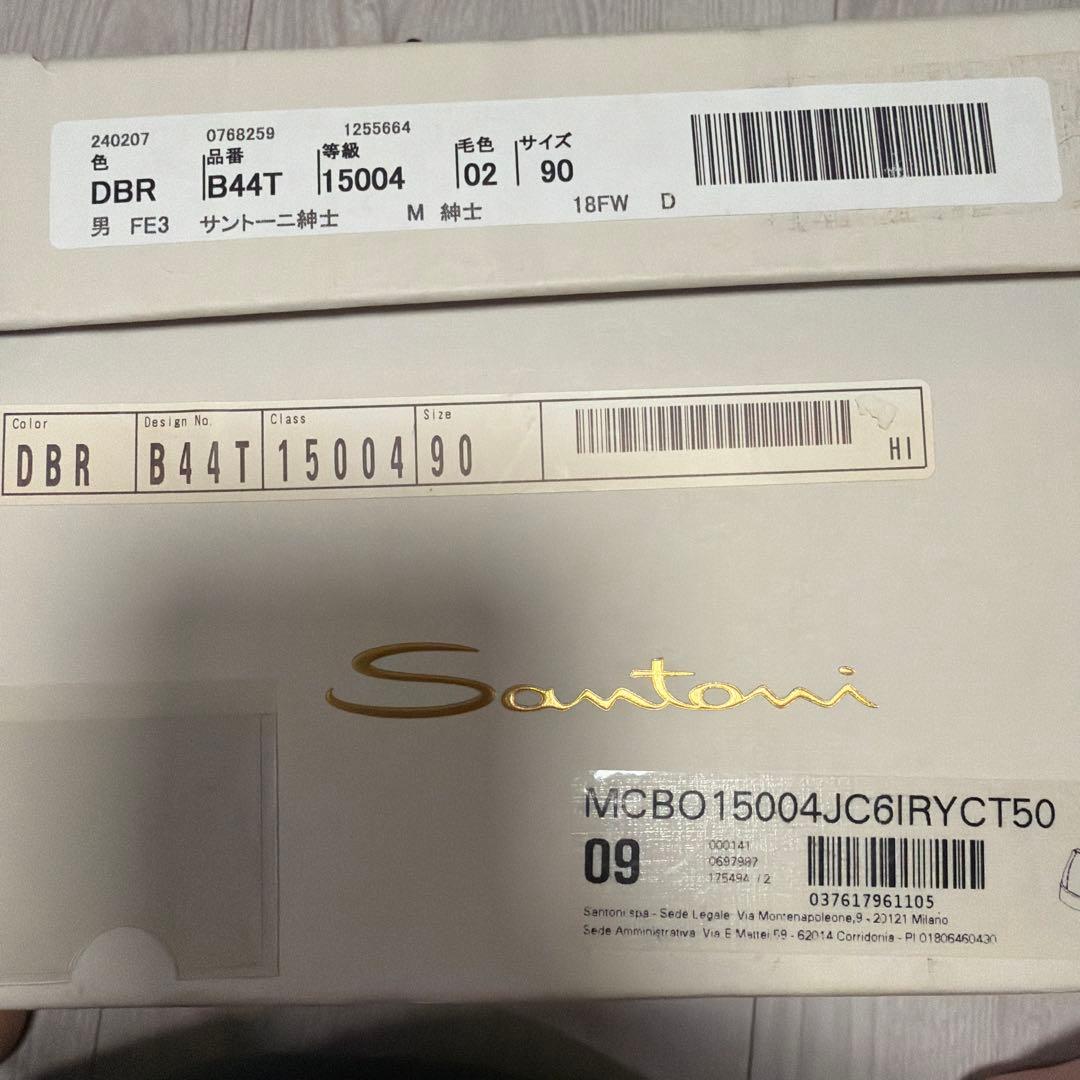 240207 0768259 1255664
色 品番 等級 毛色 サイズ
DBR B44T 15004 02 90
男 FE3 サントーニ紳士 M 紳士 18FW D
Color Design No. Class Size
DBR B44T 15004 90
HI
Santoni
MCBO15004JC6IRYCT50
09
000141
0697987
175494 /2
037617961105
Santoni spa - Sede Legale Via Montenapoleone,9 - 20121 Milano
Sede Amministrativa Via E Mattei 59 - 62014 Corridonia - PI 01806460430